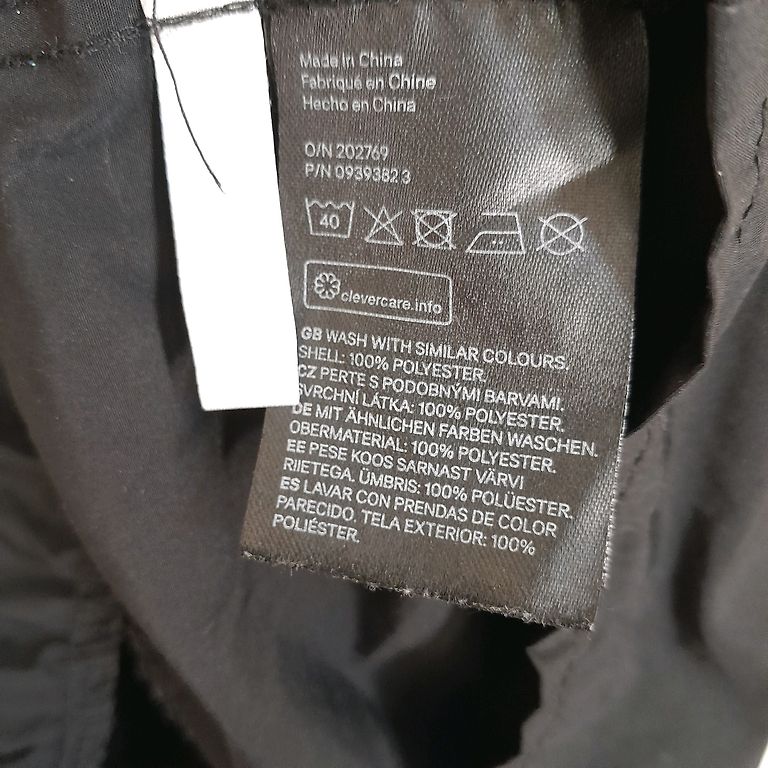 Made in China
Fabriqué en Chine
Hecho en China
O/N 202769
P/N 0939382 3
40
clevercare.info
GB WASH WITH SIMILAR COLOURS.
SHELL: 100% POLYESTER.
CZ PERTE S PODOBNÝMI BARVAMI.
SVRCHNÍ LÁTKA: 100% POLYESTER.
DE MIT ÄHNLICHEN FARBEN WASCHEN.
OBERMATERIAL: 100% POLYESTER.
EE PESE KOOS SARNAST VÄRVI
RIIETEGA. ÜMBRIS: 100% POLÜESTER.
ES LAVAR CON PRENDAS DE COLOR
PARECIDO. TELA EXTERIOR: 100%
POLIÉSTER.